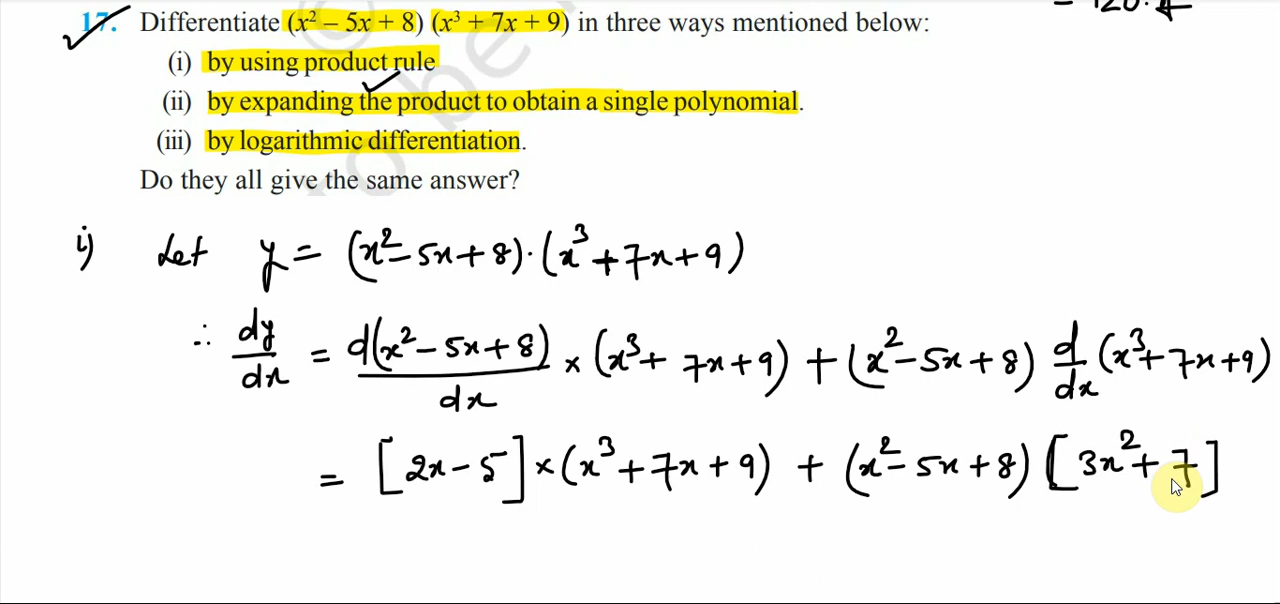 = 120.
17. Differentiate (x² – 5x + 8) (x³ + 7x + 9) in three ways mentioned below:
(i) by using product rule
(ii) by expanding the product to obtain a single polynomial.
(iii) by logarithmic differentiation.
Do they all give the same answer?
i) Let y = (x² - 5x + 8)·(x³ + 7x + 9)
∴ dy/dx = d(x² - 5x + 8)/dx × (x³ + 7x + 9) + (x² - 5x + 8) d/dx (x³ + 7x + 9)
= [2x - 5] × (x³ + 7x + 9) + (x² - 5x + 8) [3x² + 7]